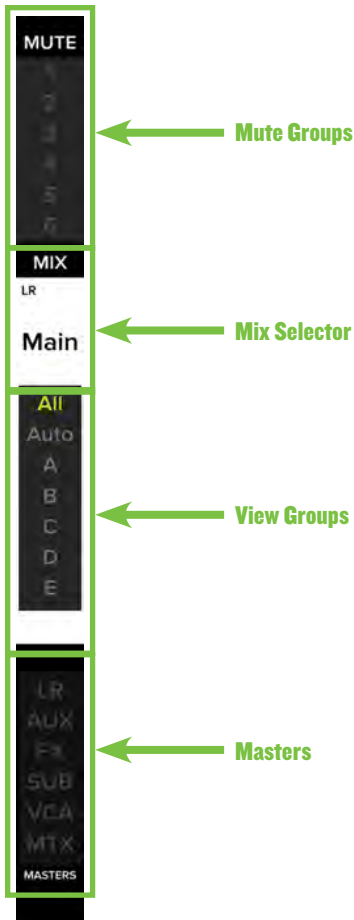 MUTE
1
2
3
4
5
6
Mute Groups
MIX
LR
Main
Mix Selector
All
Auto
A
B
C
D
E
View Groups
LR
AUX
FX
SUB
VCA
MTX
MASTERS
Masters